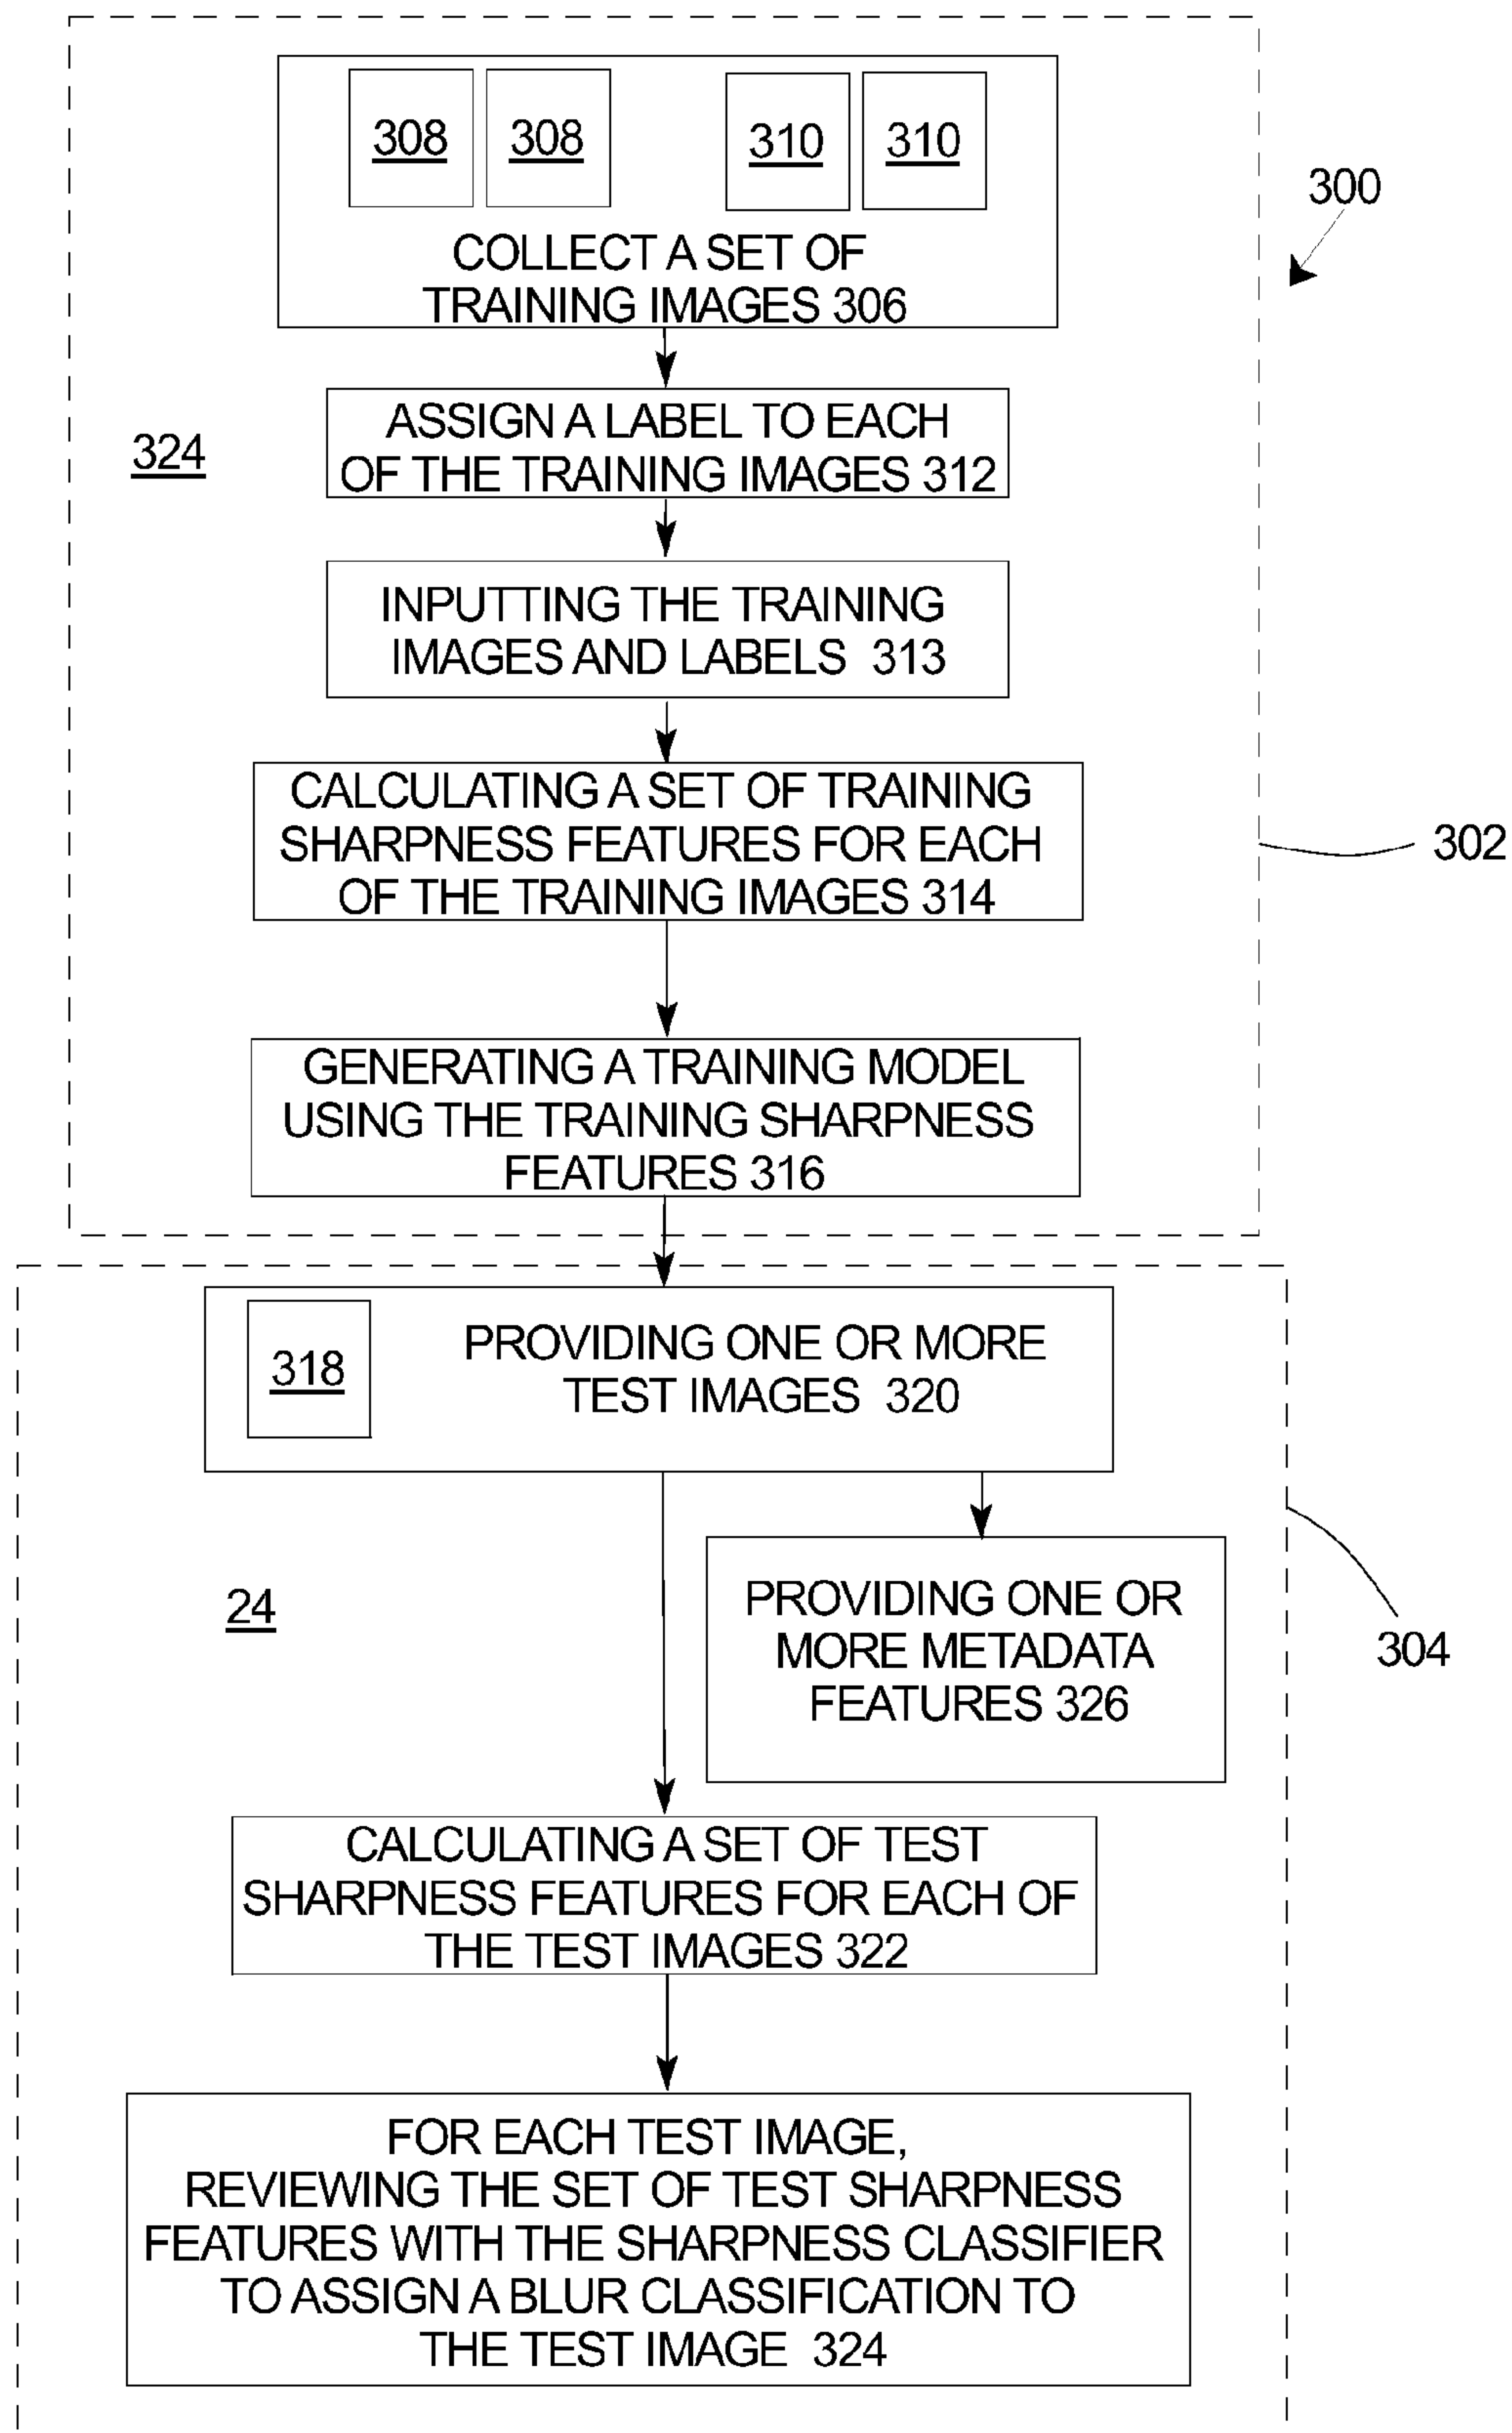 308 308 310 310
COLLECT A SET OF
TRAINING IMAGES 306
300
ASSIGN A LABEL TO EACH
OF THE TRAINING IMAGES 312
324
INPUTTING THE TRAINING
IMAGES AND LABELS 313
CALCULATING A SET OF TRAINING
SHARPNESS FEATURES FOR EACH
OF THE TRAINING IMAGES 314
302
GENERATING A TRAINING MODEL
USING THE TRAINING SHARPNESS
FEATURES 316
318
PROVIDING ONE OR MORE
TEST IMAGES 320
24
PROVIDING ONE OR
MORE METADATA
FEATURES 326
304
CALCULATING A SET OF TEST
SHARPNESS FEATURES FOR EACH OF
THE TEST IMAGES 322
FOR EACH TEST IMAGE,
REVIEWING THE SET OF TEST SHARPNESS
FEATURES WITH THE SHARPNESS CLASSIFIER
TO ASSIGN A BLUR CLASSIFICATION TO
THE TEST IMAGE 324